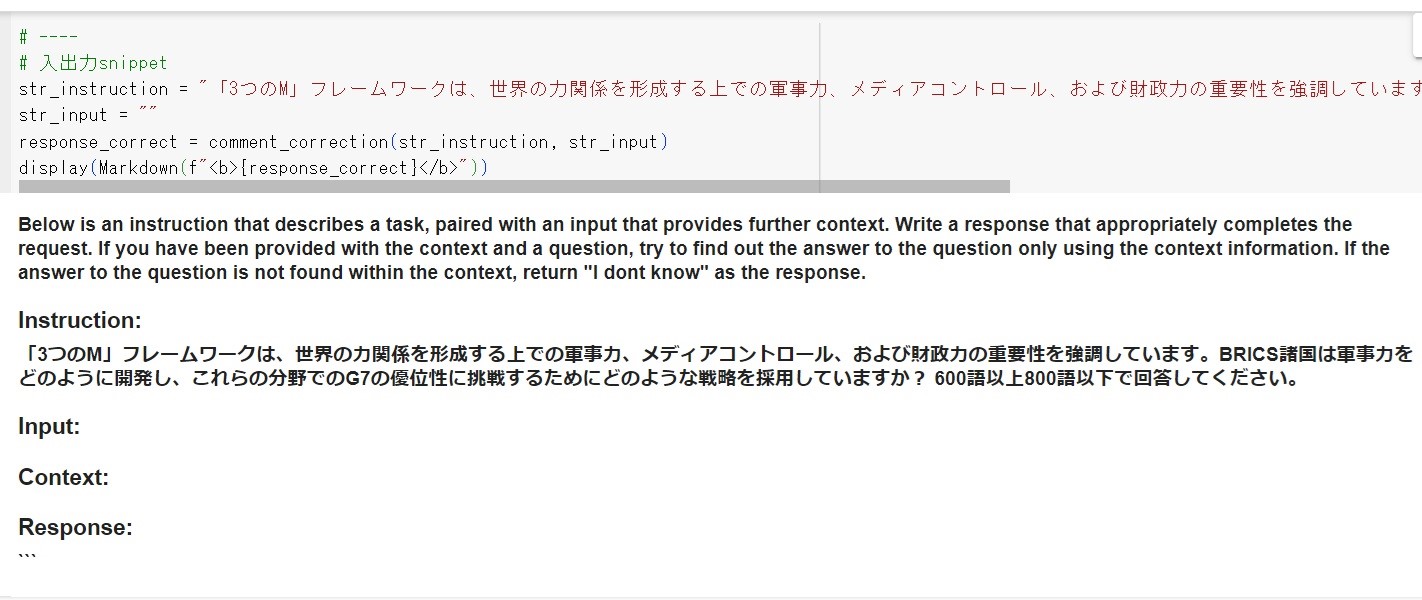 # ----
# 入出力snippet
str_instruction = "「3つのM」フレームワークは、世界の力関係を形成する上での軍事力、メディアコントロール、および財政力の重要性を強調しています
str_input = ""
response_correct = comment_correction(str_instruction, str_input)
display(Markdown(f"<b>{response_correct}</b>"))
Below is an instruction that describes a task, paired with an input that provides further context. Write a response that appropriately completes the
request. If you have been provided with the context and a question, try to find out the answer to the question only using the context information. If the
answer to the question is not found within the context, return "I dont know" as the response.
Instruction:
「3つのM」フレームワークは、世界の力関係を形成する上での軍事力、メディアコントロール、および財政力の重要性を強調しています。BRICS諸国は軍事力を
どのように開発し、これらの分野でのG7の優位性に挑戦するためにどのような戦略を採用していますか？ 600語以上800語以下で回答してください。
Input:
Context:
Response:
```